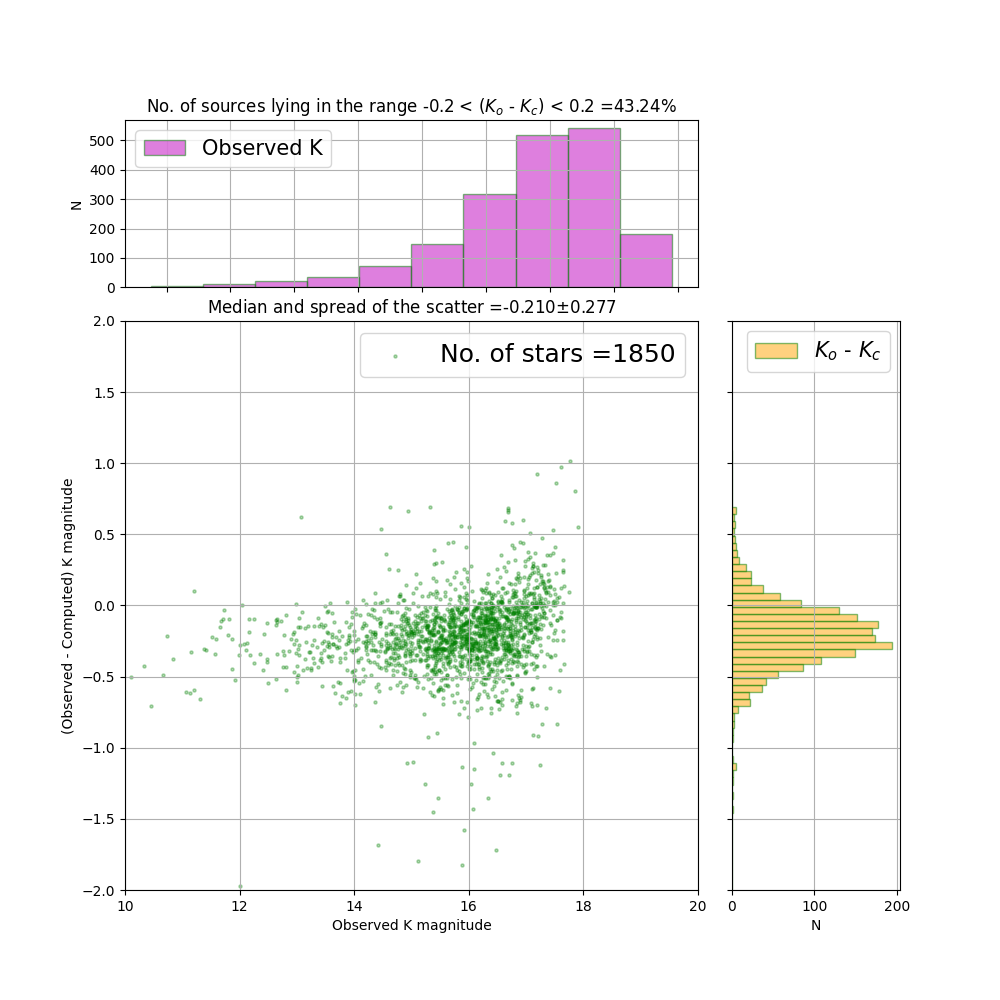 No. of sources lying in the range -0.2 < (Kₒ - K_c) < 0.2 =43.24%
500
400
300
200
100
0
N
Observed K
Median and spread of the scatter =-0.210±0.277
2.0
1.5
1.0
0.5
0.0
−0.5
−1.0
−1.5
−2.0
(Observed - Computed) K magnitude
No. of stars =1850
10 12 14 16 18 20
Observed K magnitude
Kₒ - K_c
0 100 200
N